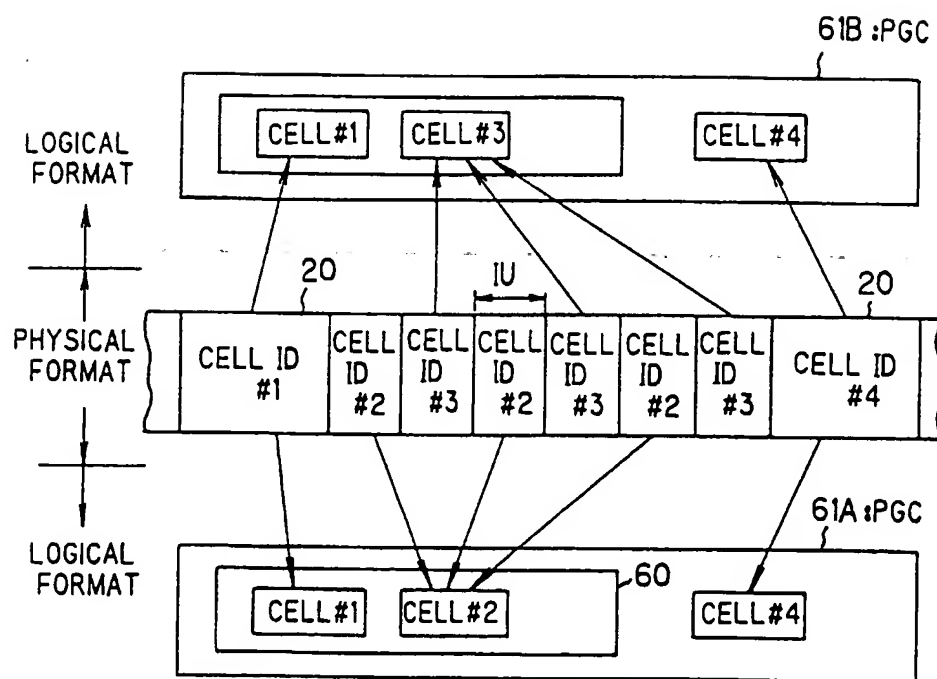 61B :PGC
CELL#1 CELL#3 CELL#4
LOGICAL
FORMAT
20 IU 20
PHYSICAL
FORMAT
CELL ID
#1
CELL
ID
#2
CELL
ID
#3
CELL
ID
#2
CELL
ID
#3
CELL
ID
#2
CELL
ID
#3
CELL ID
#4
LOGICAL
FORMAT
61A :PGC
60
CELL#1 CELL#2 CELL#4